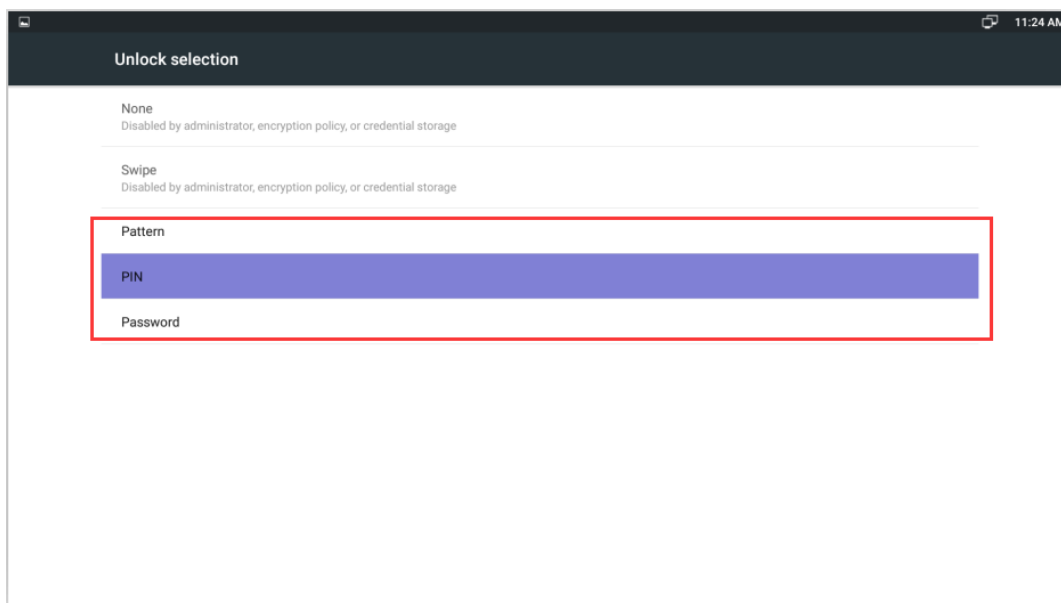 11:24 AM
Unlock selection
None
Disabled by administrator, encryption policy, or credential storage
Swipe
Disabled by administrator, encryption policy, or credential storage
Pattern
PIN
Password